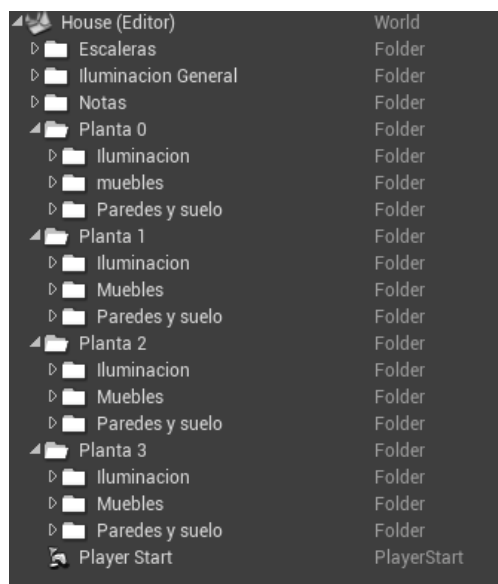 House (Editor) World
Escaleras Folder
Iluminacion General Folder
Notas Folder
Planta 0 Folder
Iluminacion Folder
muebles Folder
Paredes y suelo Folder
Planta 1 Folder
Iluminacion Folder
Muebles Folder
Paredes y suelo Folder
Planta 2 Folder
Iluminacion Folder
Muebles Folder
Paredes y suelo Folder
Planta 3 Folder
Iluminacion Folder
Muebles Folder
Paredes y suelo Folder
Player Start PlayerStart